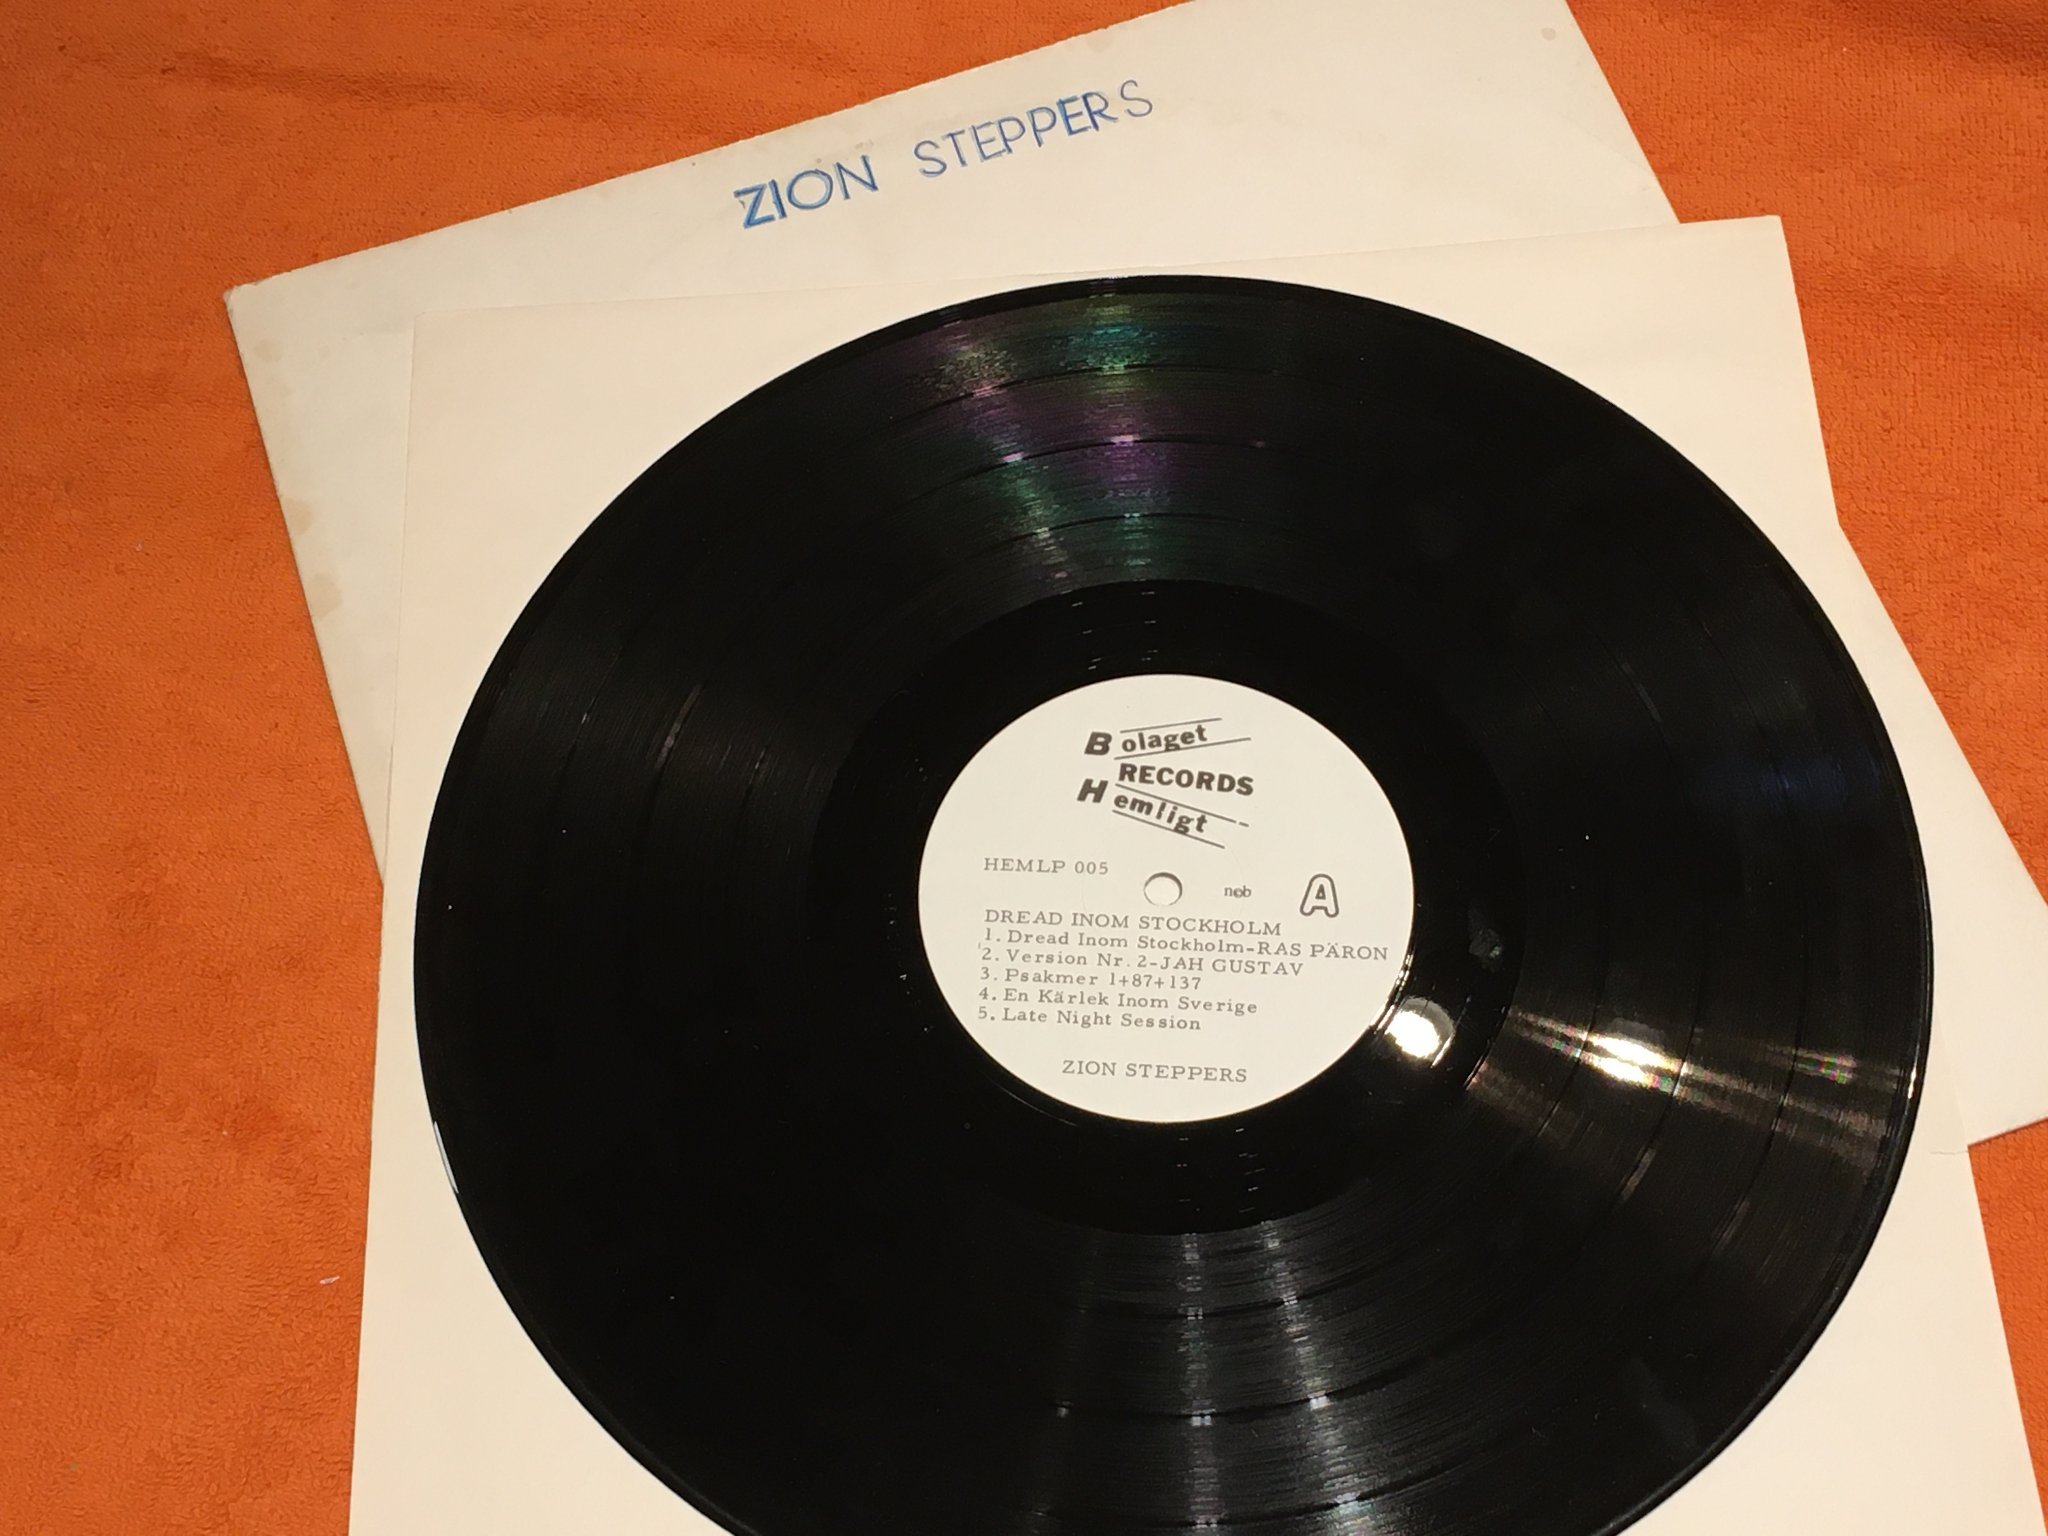 ZION STEPPERS
Bolaget
RECORDS
Hemligt
HEMLP 005
ncb
A
DREAD INOM STOCKHOLM
1. Dread Inom Stockholm-RAS PÄRON
2. Version Nr. 2-JAH GUSTAV
3. Psakmer 1+87+137
4. En Kärlek Inom Sverige
5. Late Night Session
ZION STEPPERS